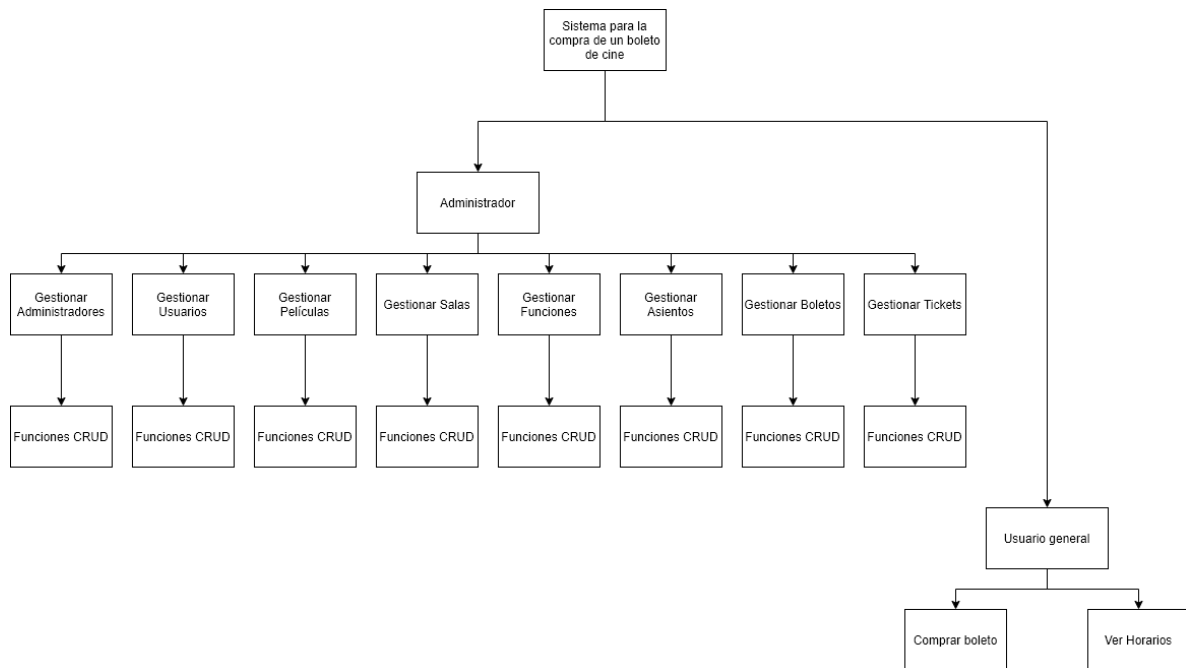 Sistema para la
compra de un boleto
de cine
Administrador
Gestionar
Administradores
Gestionar
Usuarios
Gestionar
Películas
Gestionar Salas
Gestionar
Funciones
Gestionar
Asientos
Gestionar Boletos
Gestionar Tickets
Funciones CRUD
Funciones CRUD
Funciones CRUD
Funciones CRUD
Funciones CRUD
Funciones CRUD
Funciones CRUD
Funciones CRUD
Usuario general
Comprar boleto
Ver Horarios